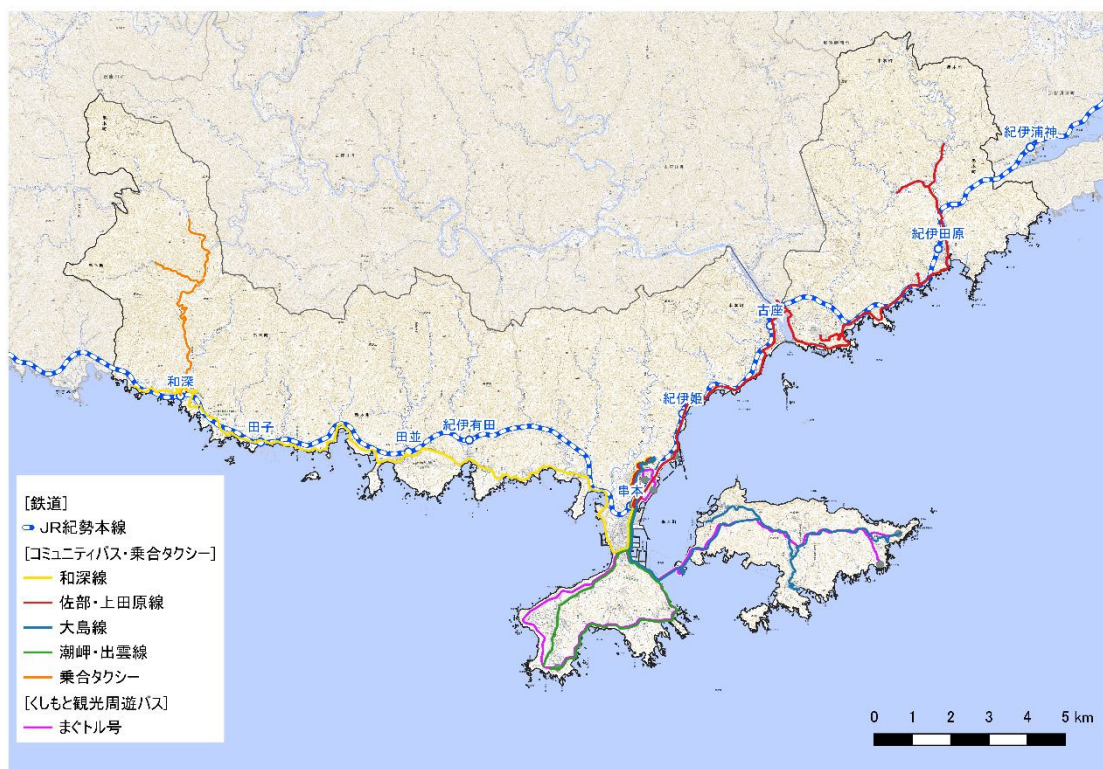 紀伊浦神
紀伊田原
古座
和深
紀伊姫
田子
田並
紀伊有田
串本
[鉄道]
JR紀勢本線
[コミュニティバス・乗合タクシー]
和深線
佐部・上田原線
大島線
潮岬・出雲線
乗合タクシー
[くしもと観光周遊バス]
まぐトル号
0 1 2 3 4 5 km